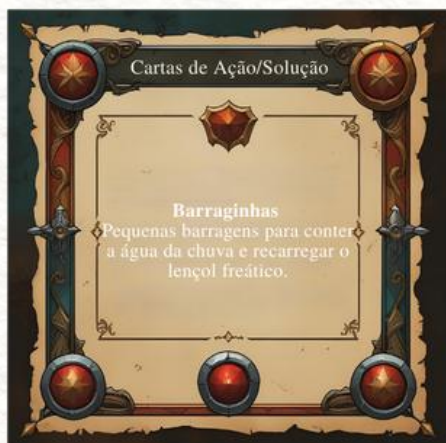 Cartas de Ação/Solução
Barraginhas
Pequenas barragens para conter
a água da chuva e recarregar o
lençol freático.